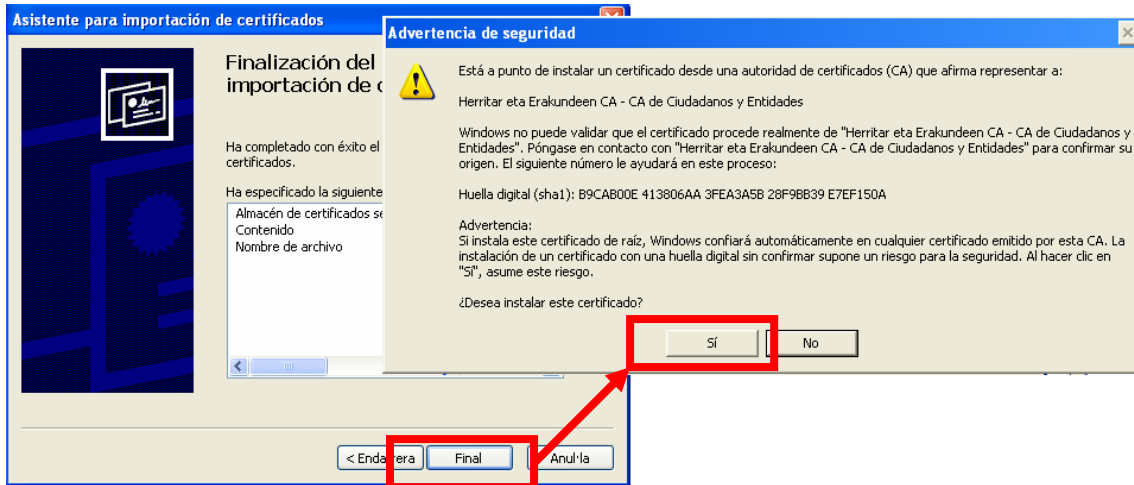 Asistente para importación de certificados
Finalización del
importación de
Ha completado con éxito el
certificados.
Ha especificado la siguiente
Almacén de certificados
Contenido
Nombre de archivo
< Enda rera
Final
Anul·la
Advertencia de seguridad
Está a punto de instalar un certificado desde una autoridad de certificados (CA) que afirma representar a:
Herritar eta Erakundeen CA - CA de Ciudadanos y Entidades
Windows no puede validar que el certificado procede realmente de "Herritar eta Erakundeen CA - CA de Ciudadanos y
Entidades". Póngase en contacto con "Herritar eta Erakundeen CA - CA de Ciudadanos y Entidades" para confirmar su
origen. El siguiente número le ayudará en este proceso:
Huella digital (sha1): B9CAB00E 413806AA 3FEA3A5B 28F9BB39 E7EF150A
Advertencia:
Si instala este certificado de raíz, Windows confiará automáticamente en cualquier certificado emitido por esta CA. La
instalación de un certificado con una huella digital sin confirmar supone un riesgo para la seguridad. Al hacer clic en
"Sí", asume este riesgo.
¿Desea instalar este certificado?
Sí
No